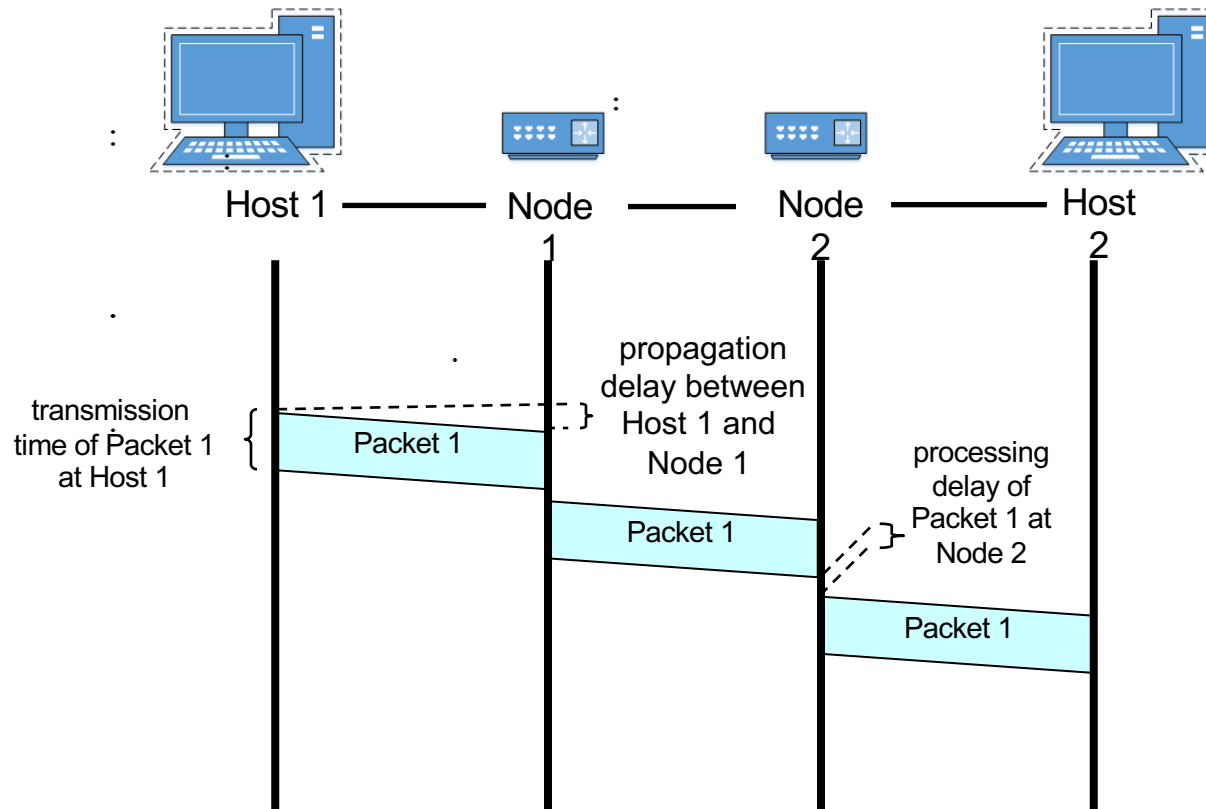 Host 1
Node
1
Node
2
Host
2
propagation
delay between
Host 1 and
Node 1
transmission
time of Packet 1
at Host 1
Packet 1
processing
delay of
Packet 1 at
Node 2
Packet 1
Packet 1